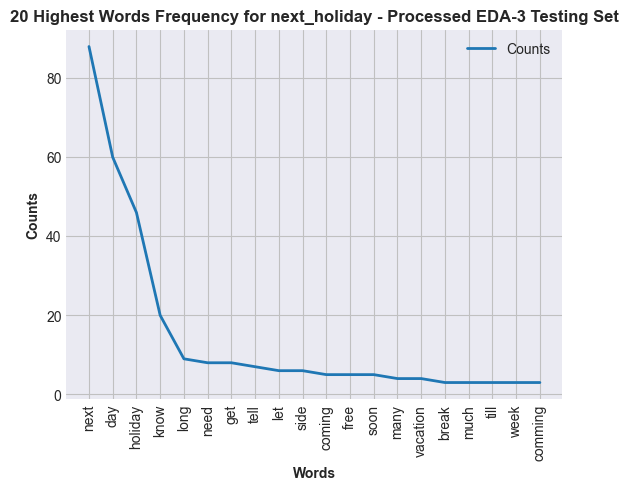 20 Highest Words Frequency for next_holiday - Processed EDA-3 Testing Set
Counts
80
60
40
20
0
Counts
next
day
holiday
know
long
need
get
tell
let
side
coming
free
soon
many
vacation
break
much
till
week
comming
Words